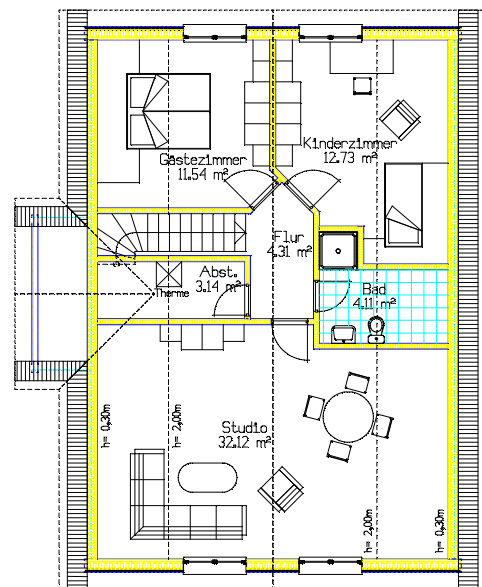 Kinderzimmer
12.73 m²
Gästezimmer
11.54 m²
Flur
4.31 m²
Abst.
3.14 m²
Therme
Bad
4.11 m²
h= 0,30m
h= 2,00m
Studio
32.12 m²
h= 2,00m
h= 0,30m